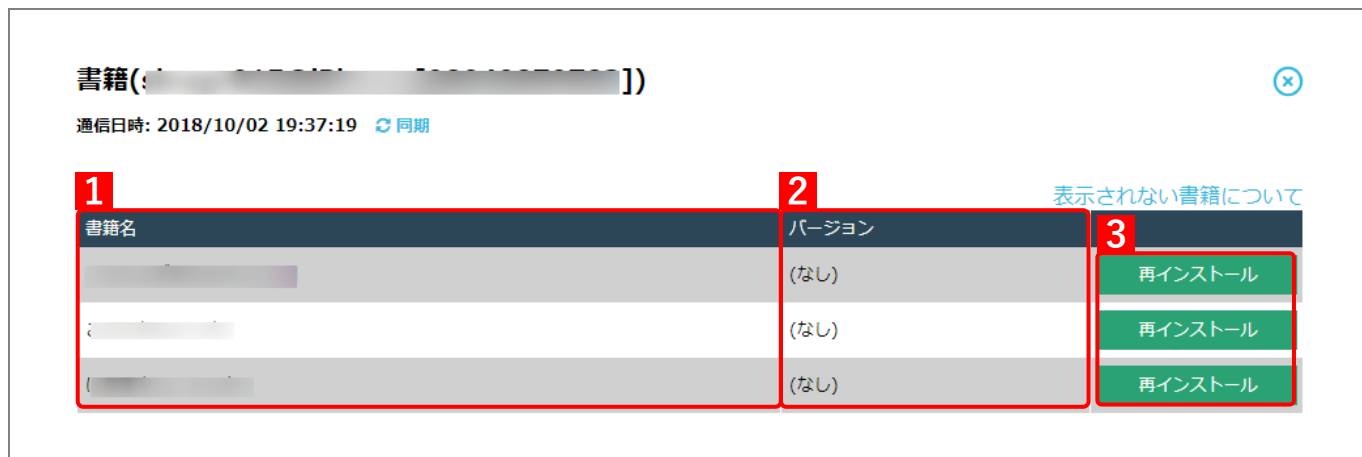 書籍(
])
通信日時: 2018/10/02 19:37:19 同期
1
2
表示されない書籍について
書籍名
バージョン
3
(なし)
再インストール
(なし)
再インストール
(なし)
再インストール